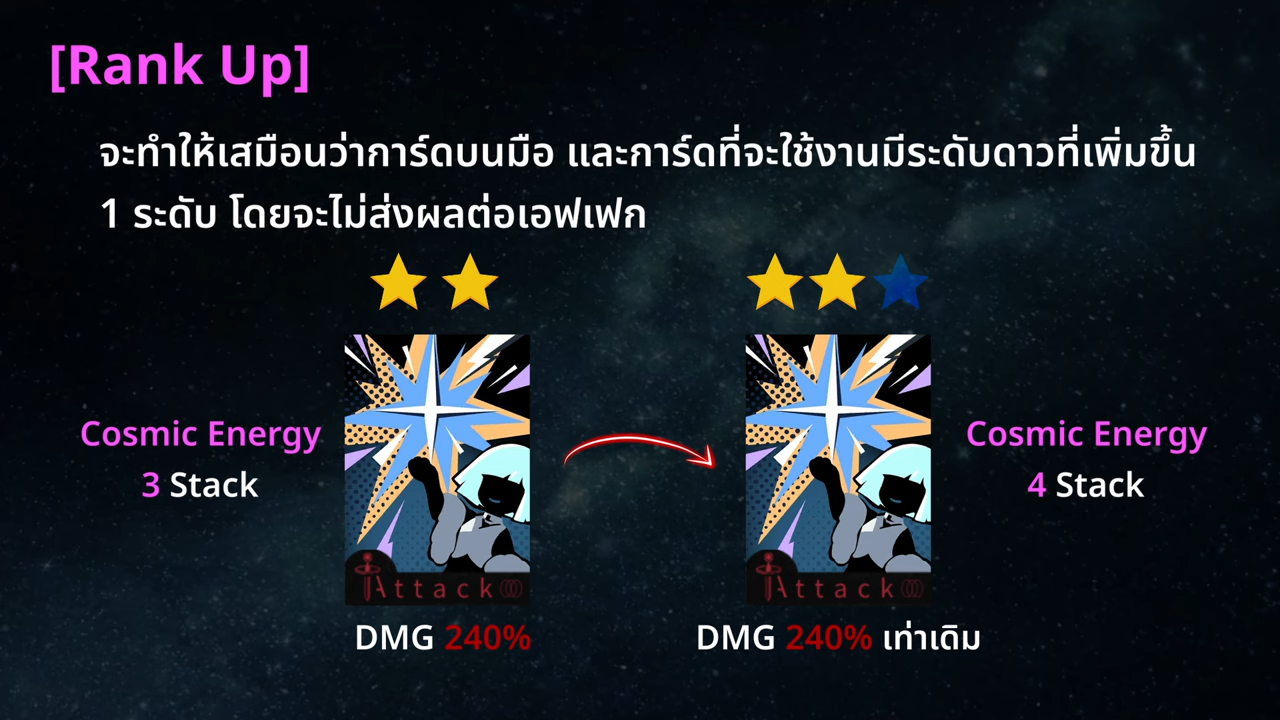 [Rank Up]
จะทำให้เสมือนว่าการ์ดบนมือ และการ์ดที่จะใช้งานมีระดับดาวที่เพิ่มขึ้น
1 ระดับ โดยจะไม่ส่งผลต่อเอฟเฟก
Cosmic Energy
3 Stack
Attack
DMG 240%
Cosmic Energy
4 Stack
Attack
DMG 240% เท่าเดิม